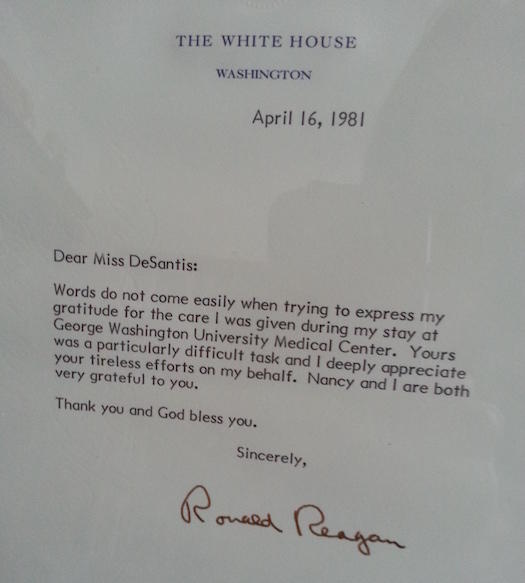 THE WHITE HOUSE
WASHINGTON
April 16, 1981
Dear Miss DeSantis:
Words do not come easily when trying to express my
gratitude for the care I was given during my stay at
George Washington University Medical Center. Yours
was a particularly difficult task and I deeply appreciate
your tireless efforts on my behalf. Nancy and I are both
very grateful to you.
Thank you and God bless you.
Sincerely,
Ronald Reagan